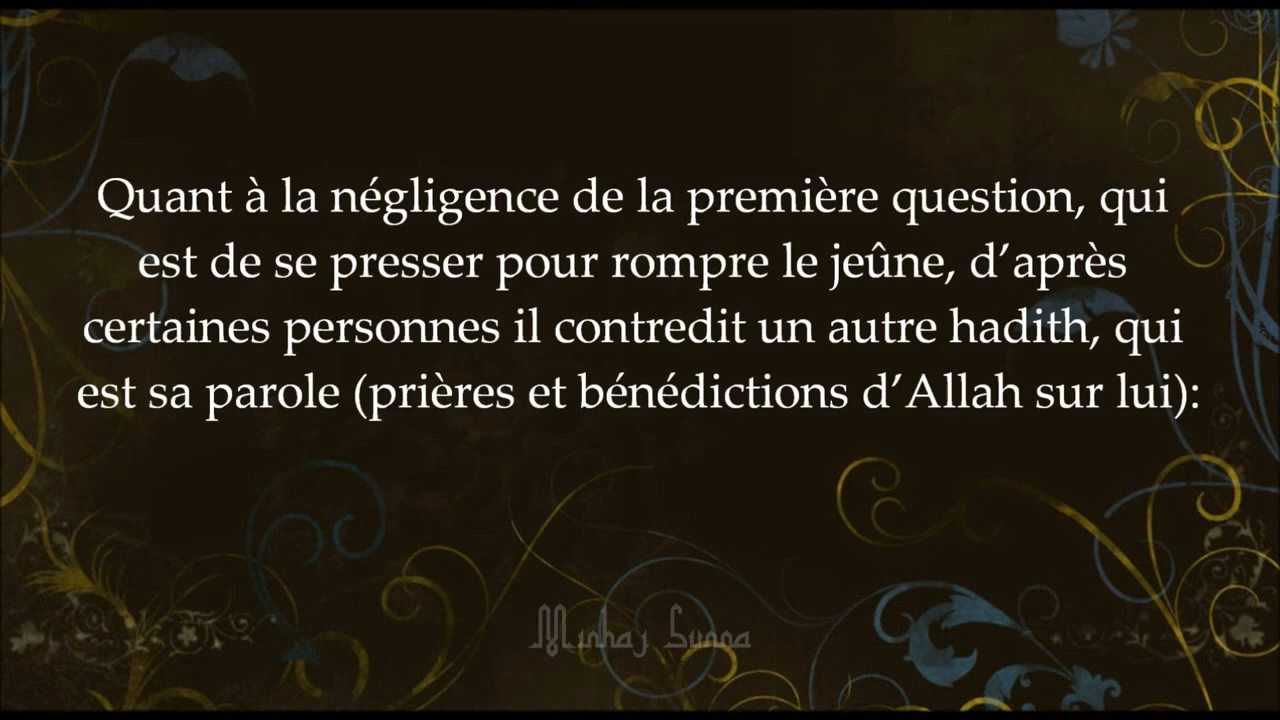 Quant à la négligence de la première question, qui
est de se presser pour rompre le jeûne, d’après
certaines personnes il contredit un autre hadith, qui
est sa parole (prières et bénédictions d’Allah sur lui):
Minhaj Sunna